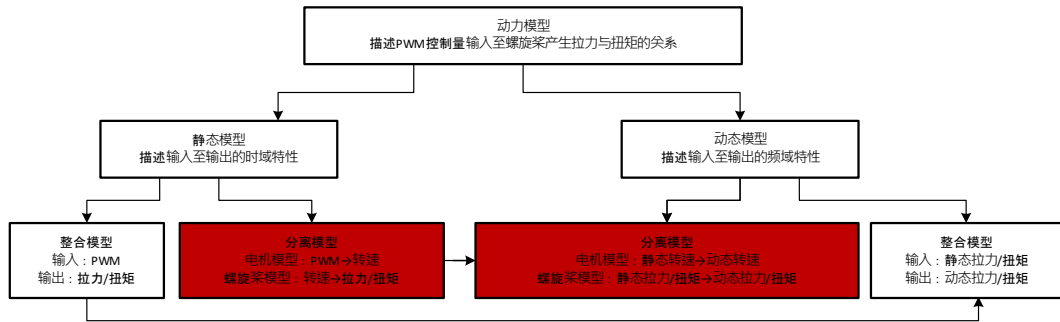 动力模型
描述PWM控制量输入至螺旋桨产生拉力与扭矩的关系
静态模型
描述输入至输出的时域特性
动态模型
描述输入至输出的频域特性
整合模型
输入：PWM
输出：拉力/扭矩
分离模型
电机模型：PWM→转速
螺旋桨模型：转速→拉力/扭矩
分离模型
电机模型：静态转速→动态转速
螺旋桨模型：静态拉力/扭矩→动态拉力/扭矩
整合模型
输入：静态拉力/扭矩
输出：动态拉力/扭矩